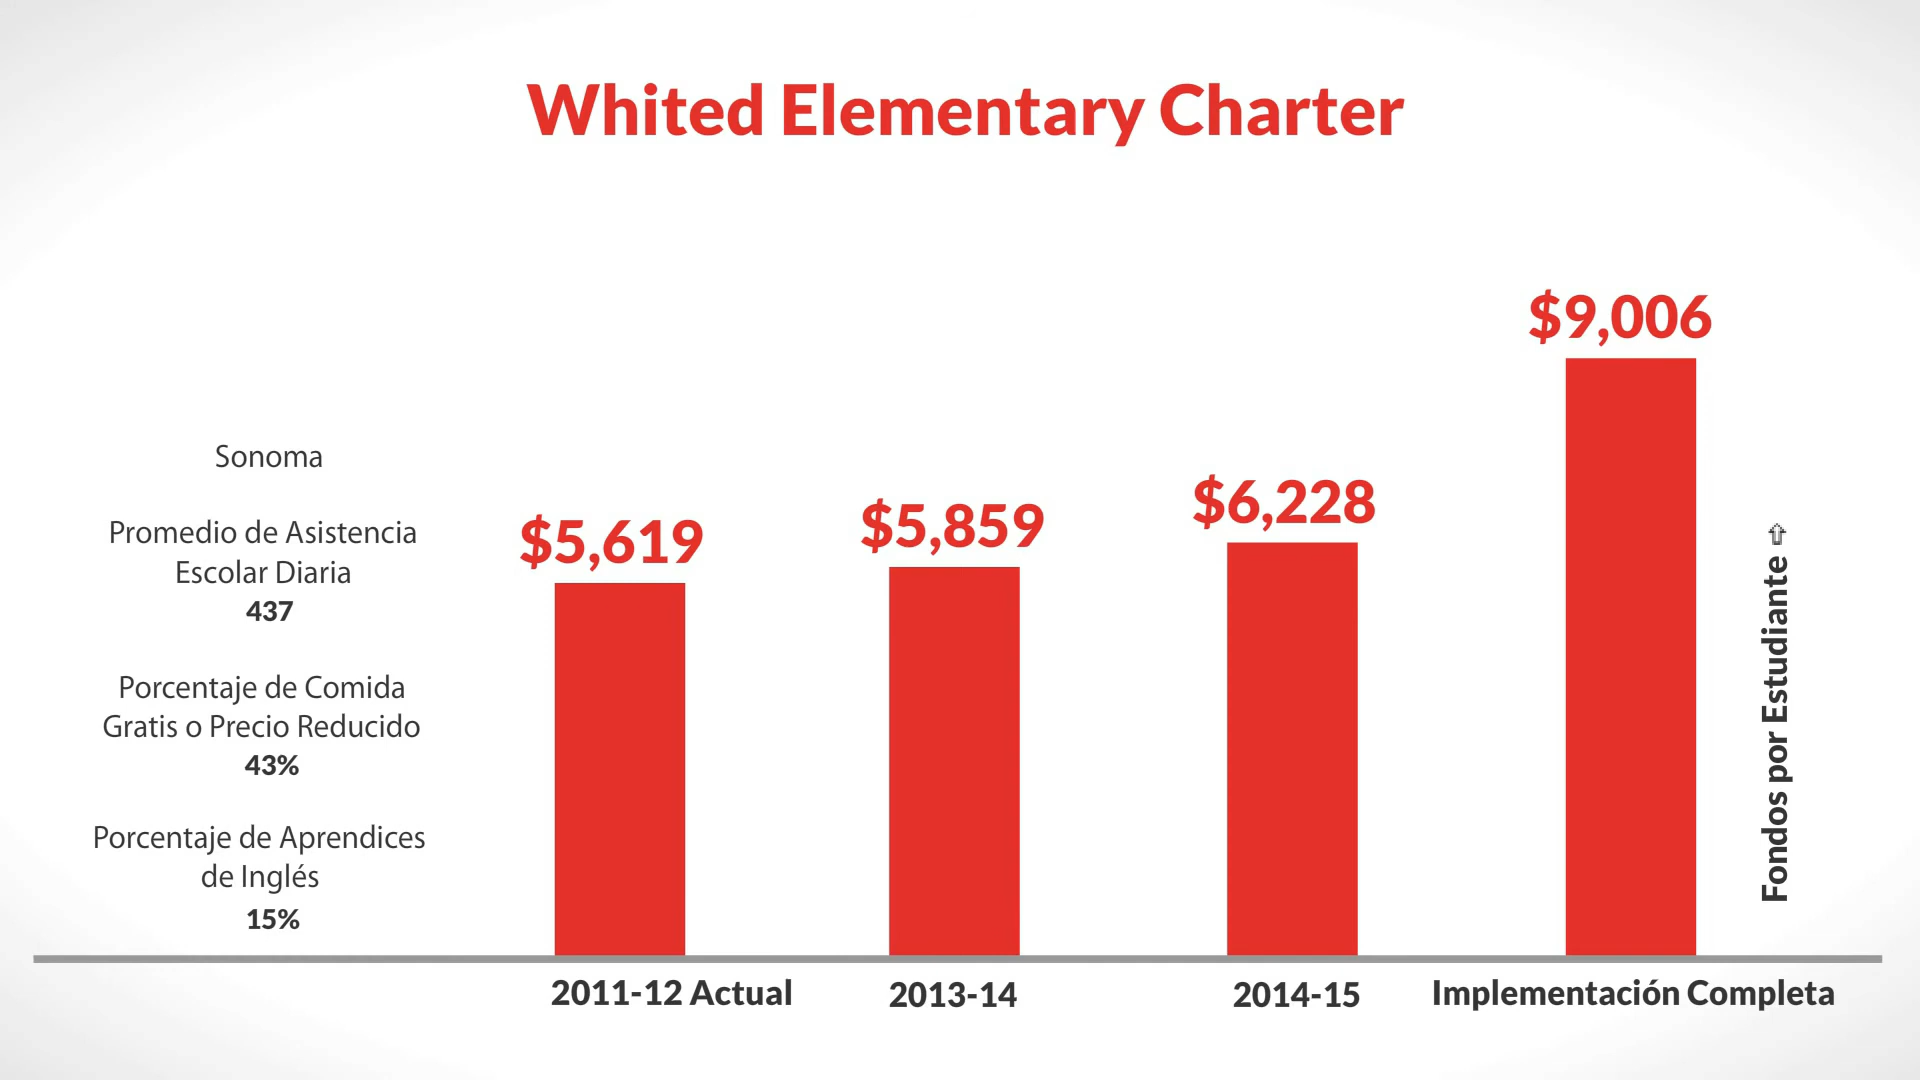 Whited Elementary Charter
Sonoma
Promedio de Asistencia
Escolar Diaria
437
Porcentaje de Comida
Gratis o Precio Reducido
43%
Porcentaje de Aprendices
de Inglés
15%
$5,619
$5,859
$6,228
$9,006
Fondos por Estudiante ⇧
2011-12 Actual
2013-14
2014-15
Implementación Completa